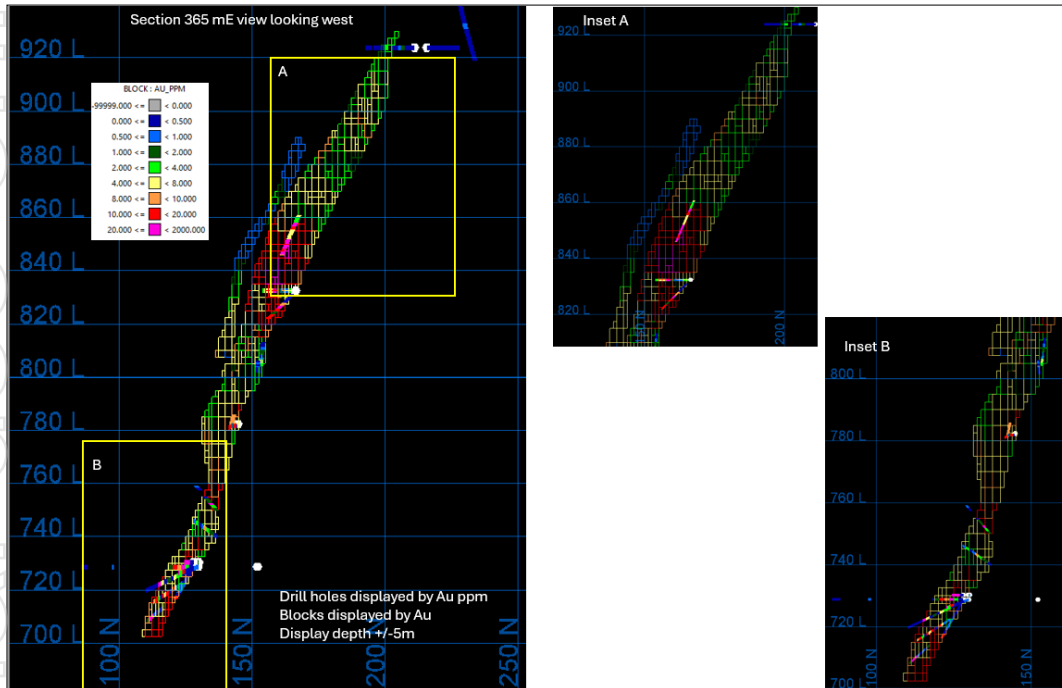 Section 365 mE view looking west
920 L
A
BLOCK : AU_PPM
-99999.000 <= < 0.000
0.000 <= < 0.500
0.500 <= < 1.000
1.000 <= < 2.000
2.000 <= < 4.000
4.000 <= < 8.000
8.000 <= < 10.000
10.000 <= < 20.000
20.000 <= < 2000.000
900 L
880 L
860 L
840 L
820 L
800 L
780 L
B
760 L
740 L
720 L
700 L
Drill holes displayed by Au ppm
Blocks displayed by Au
Display depth +/-5m
100 N
150 N
200 N
250 N
Inset A
920 L
900 L
880 L
860 L
840 L
820 L
150 N
200 N
Inset B
800 L
780 L
760 L
740 L
720 L
700 L
100 N
150 N